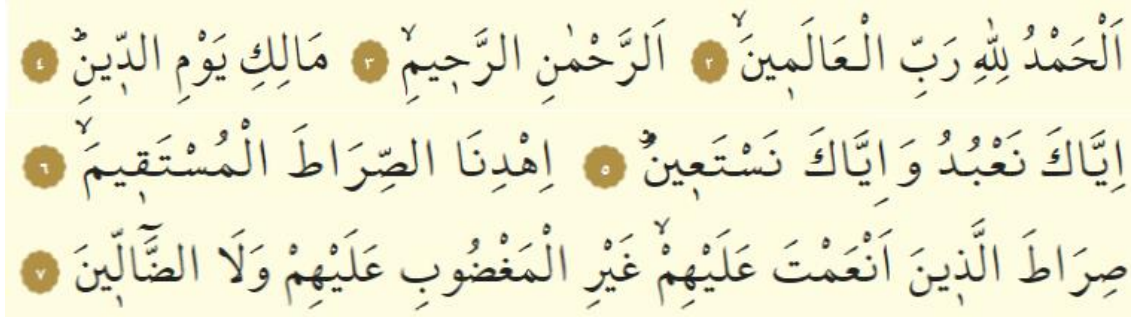 اَلْحَمْدُ لِلّٰهِ رَبِّ الْعَالَم۪ينَۙ ٢ اَلرَّحْمٰنِ الرَّح۪يمِۙ ٣ مَالِكِ يَوْمِ الدّ۪ينِۜ ٤
اِيَّاكَ نَعْبُدُ وَاِيَّاكَ نَسْتَع۪ينُۜ ٥ اِهْدِنَا الصِّرَاطَ الْمُسْتَق۪يمَۙ ٦
صِرَاطَ الَّذ۪ينَ اَنْعَمْتَ عَلَيْهِمْۙ غَيْرِ الْمَغْضُوبِ عَلَيْهِمْ وَلَا الضَّٓالّ۪ينَ ٧